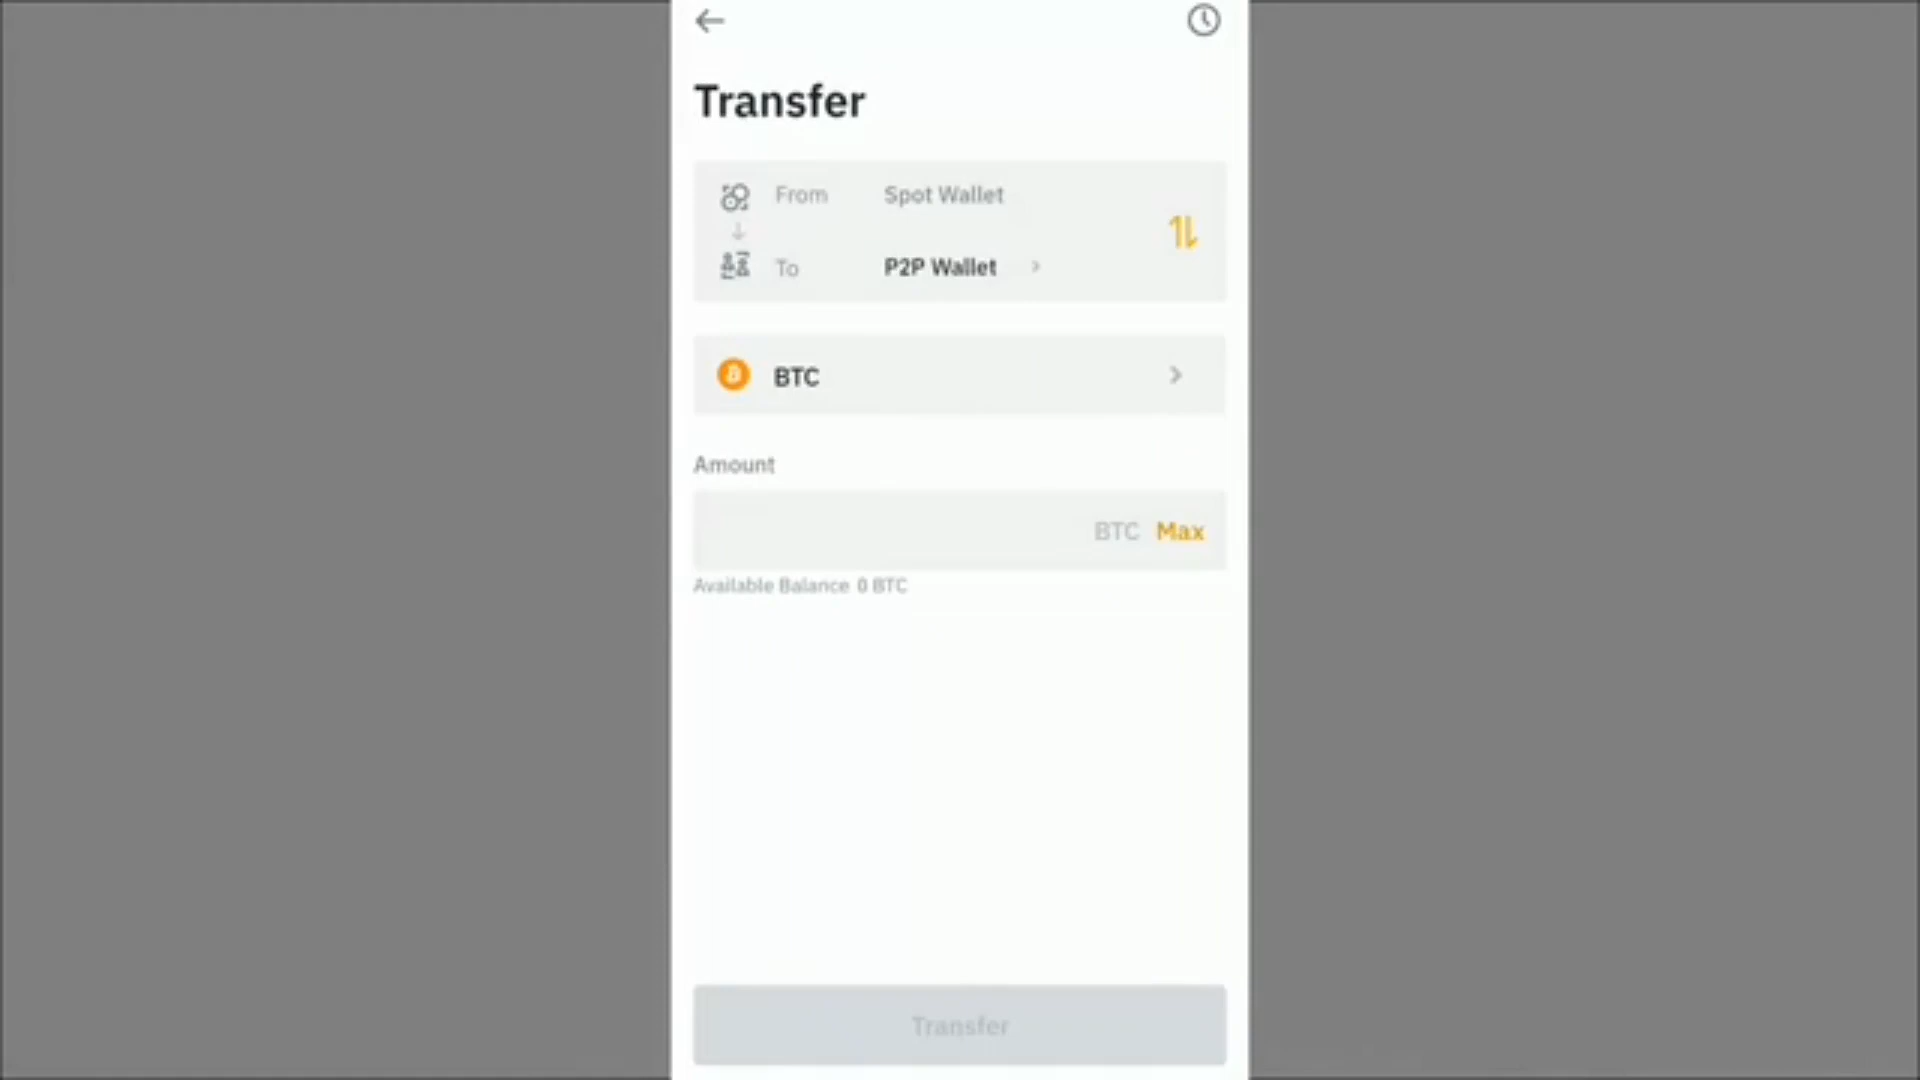 Transfer
From Spot Wallet
To P2P Wallet
BTC
Amount
BTC Max
Available Balance 0 BTC
Transfer